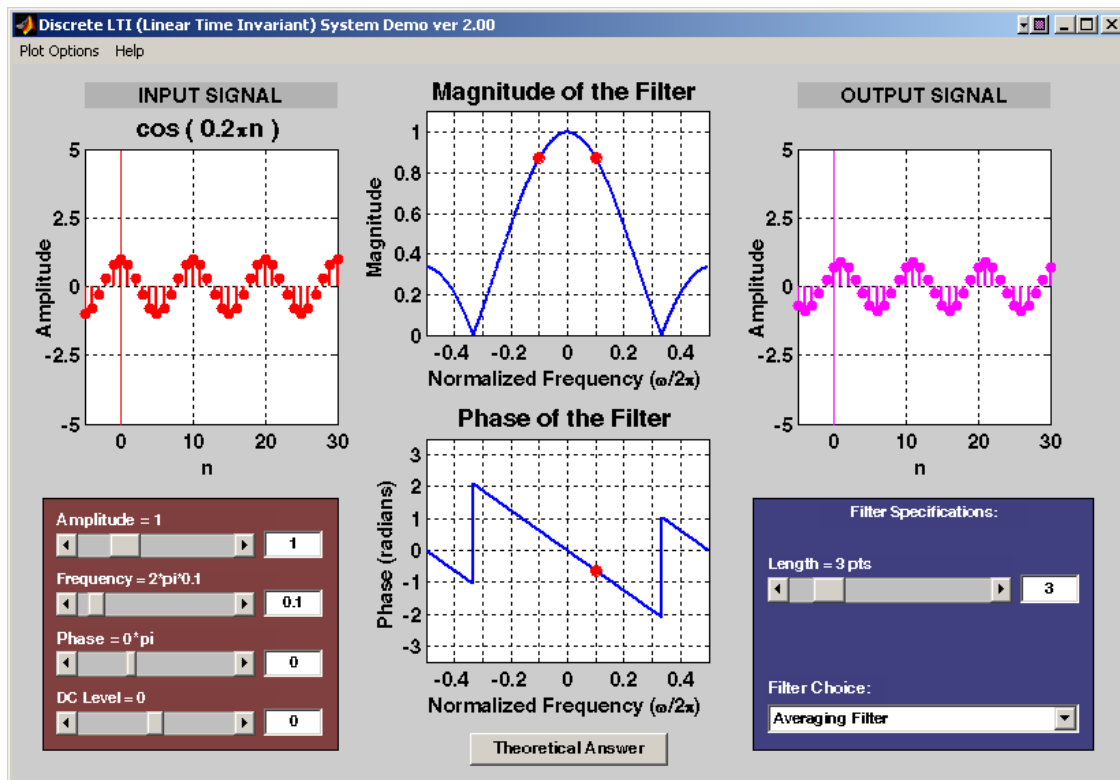 Discrete LTI (Linear Time Invariant) System Demo ver 2.00
Plot Options Help
INPUT SIGNAL
cos ( 0.2πn )
5
2.5
0
-2.5
-5
Amplitude
0 10 20 30
n
Magnitude of the Filter
1
0.8
0.6
0.4
0.2
0
Magnitude
-0.4 -0.2 0 0.2 0.4
Normalized Frequency (ω/2π)
Phase of the Filter
3
2
1
0
-1
-2
-3
Phase (radians)
-0.4 -0.2 0 0.2 0.4
Normalized Frequency (ω/2π)
Theoretical Answer
OUTPUT SIGNAL
5
2.5
0
-2.5
-5
Amplitude
0 10 20 30
n
Amplitude = 1
1
Frequency = 2*pi*0.1
0.1
Phase = 0*pi
0
DC Level = 0
0
Filter Specifications:
Length = 3 pts
3
Filter Choice:
Averaging Filter